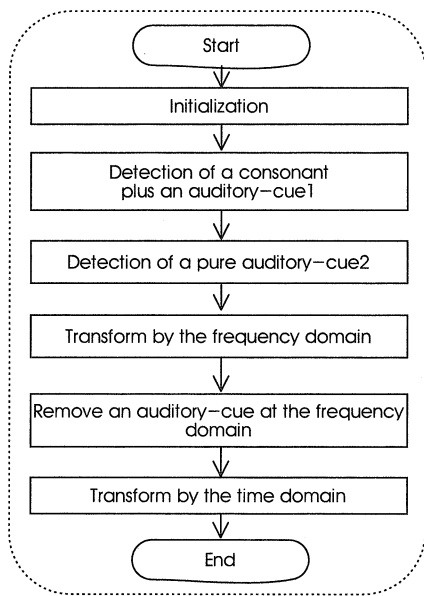 Start
Initialization
Detection of a consonant
plus an auditory-cue1
Detection of a pure auditory-cue2
Transform by the frequency domain
Remove an auditory-cue at the frequency
domain
Transform by the time domain
End